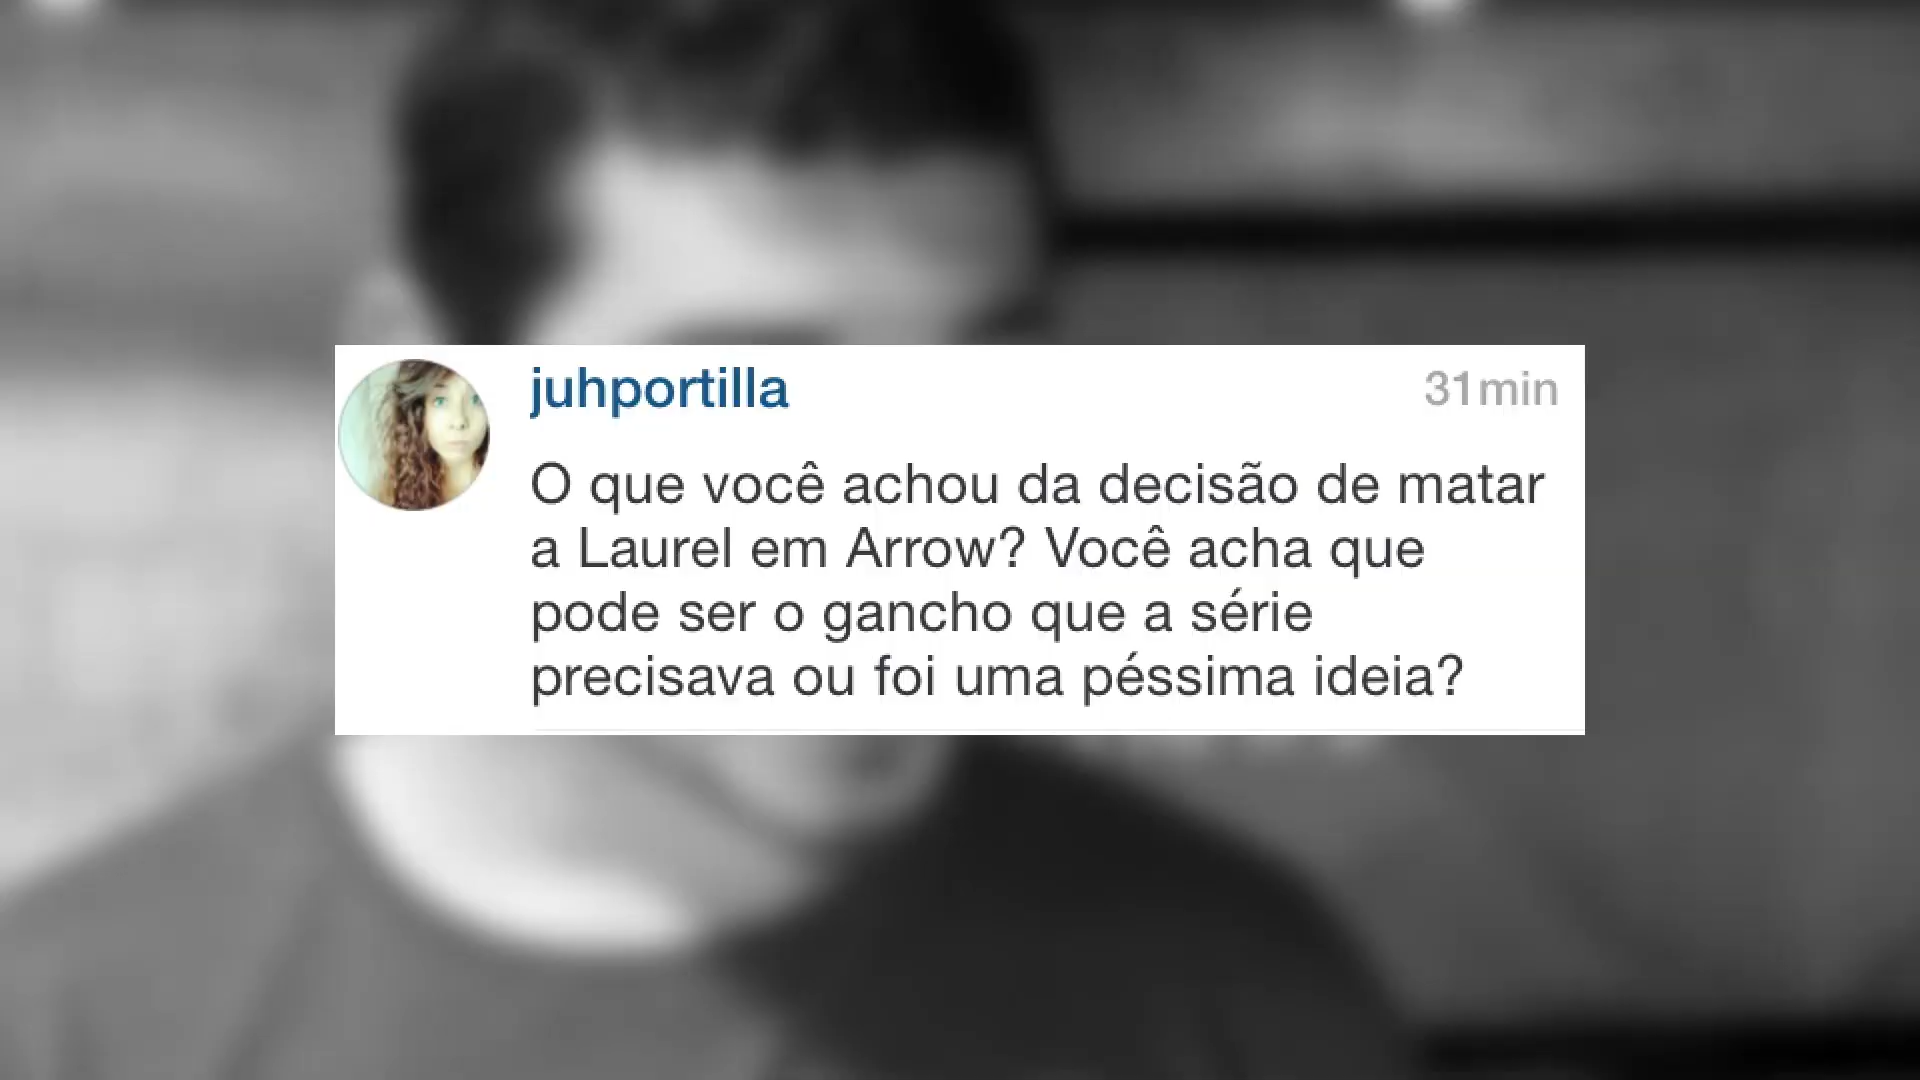 juhportilla 31min
O que você achou da decisão de matar
a Laurel em Arrow? Você acha que
pode ser o gancho que a série
precisava ou foi uma péssima ideia?